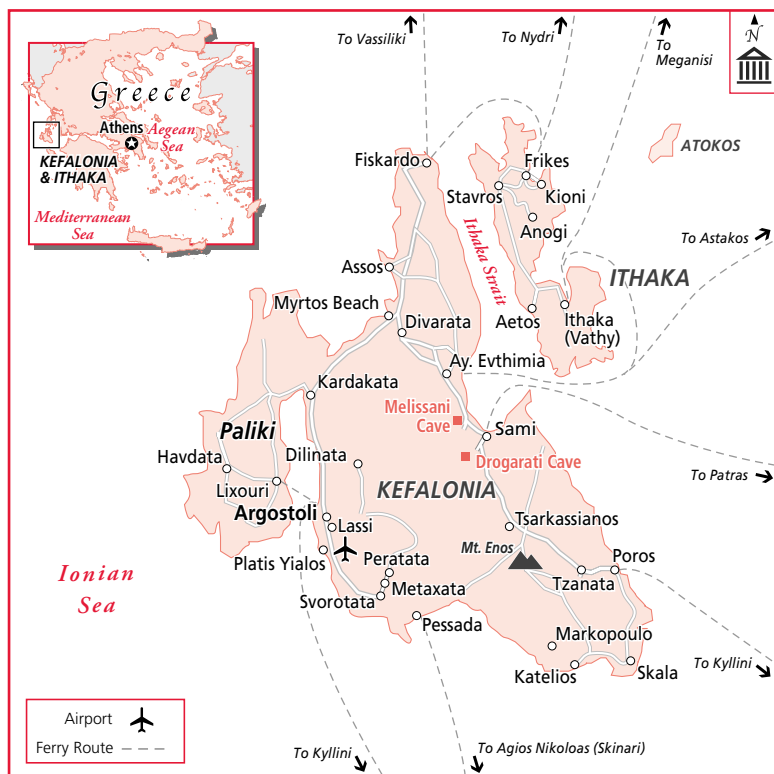 To Vassiliki
To Nydri
To
Meganisi
N
Greece
Athens
Aegean
Sea
KEFALONIA
& ITHAKA
Mediterranean
Sea
ATOKOS
Fiskardo
Frikes
Stavros
Kioni
Anogi
To Astakos
Ithaka Strait
Assos
ITHAKA
Myrtos Beach
Divarata
Aetos
Ithaka
(Vathy)
Ay. Evthimia
Kardakata
Melissani
Cave
Paliki
Sami
Havdata
Dilinata
Drogarati Cave
To Patras
Lixouri
KEFALONIA
Argostoli
Lassi
Tsarkassianos
Platis Yialos
Peratata
Mt. Enos
Poros
Ionian
Sea
Metaxata
Tzanata
Svorotata
Pessada
Markopoulo
Katelios
Skala
To Kyllini
Airport
Ferry Route
To Kyllini
To Agios Nikoloas (Skinari)